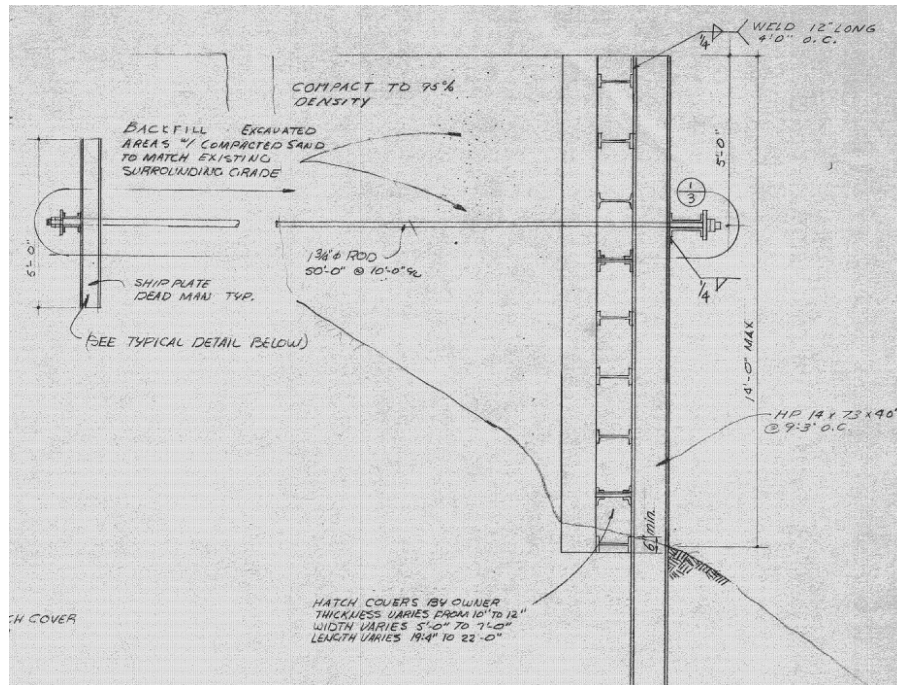 1/4
WELD 12" LONG
4'0" O.C.
COMPACT TO 95%
DENSITY
BACKFILL EXCAVATED
AREAS W/ COMPACTED SAND
TO MATCH EXISTING
SURROUNDING GRADE
5'-0"
1
3
1¾"⌀ ROD
50'-0" @ 10'-0" ℄
5'-0"
SHIP PLATE
DEAD MAN TYP.
1/4
(SEE TYPICAL DETAIL BELOW)
14'-0" MAX
HP 14 x 73 x 40'
@ 9'-3" O.C.
6" min.
HATCH COVERS BY OWNER
THICKNESS VARIES FROM 10" TO 12"
WIDTH VARIES 5'-0" TO 7'-0"
LENGTH VARIES 19'4" TO 22'-0"
CH COVER